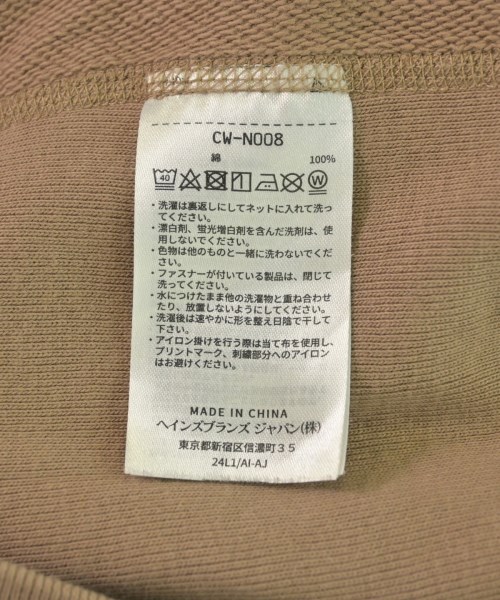 CW-N008
綿 100%
40
・洗濯は裏返しにしてネットに入れて洗っ
てください。
・漂白剤、蛍光増白剤を含んだ洗剤は、使
用しないでください。
・色物は他のものと一緒に洗わないでくだ
さい。
・ファスナーが付いている製品は、閉じて
洗ってください。
・水につけたまま他の洗濯物と重ね合わせ
たり、放置しないようにしてください。
・洗濯後は速やかに形を整え日陰で干して
下さい。
・アイロン掛けを行う際は当て布を使用し、
プリントマーク、刺繍部分へのアイロン
はお避けください。
MADE IN CHINA
ヘインズブランズ ジャパン(株)
東京都新宿区信濃町35
24L1/AI-AJ